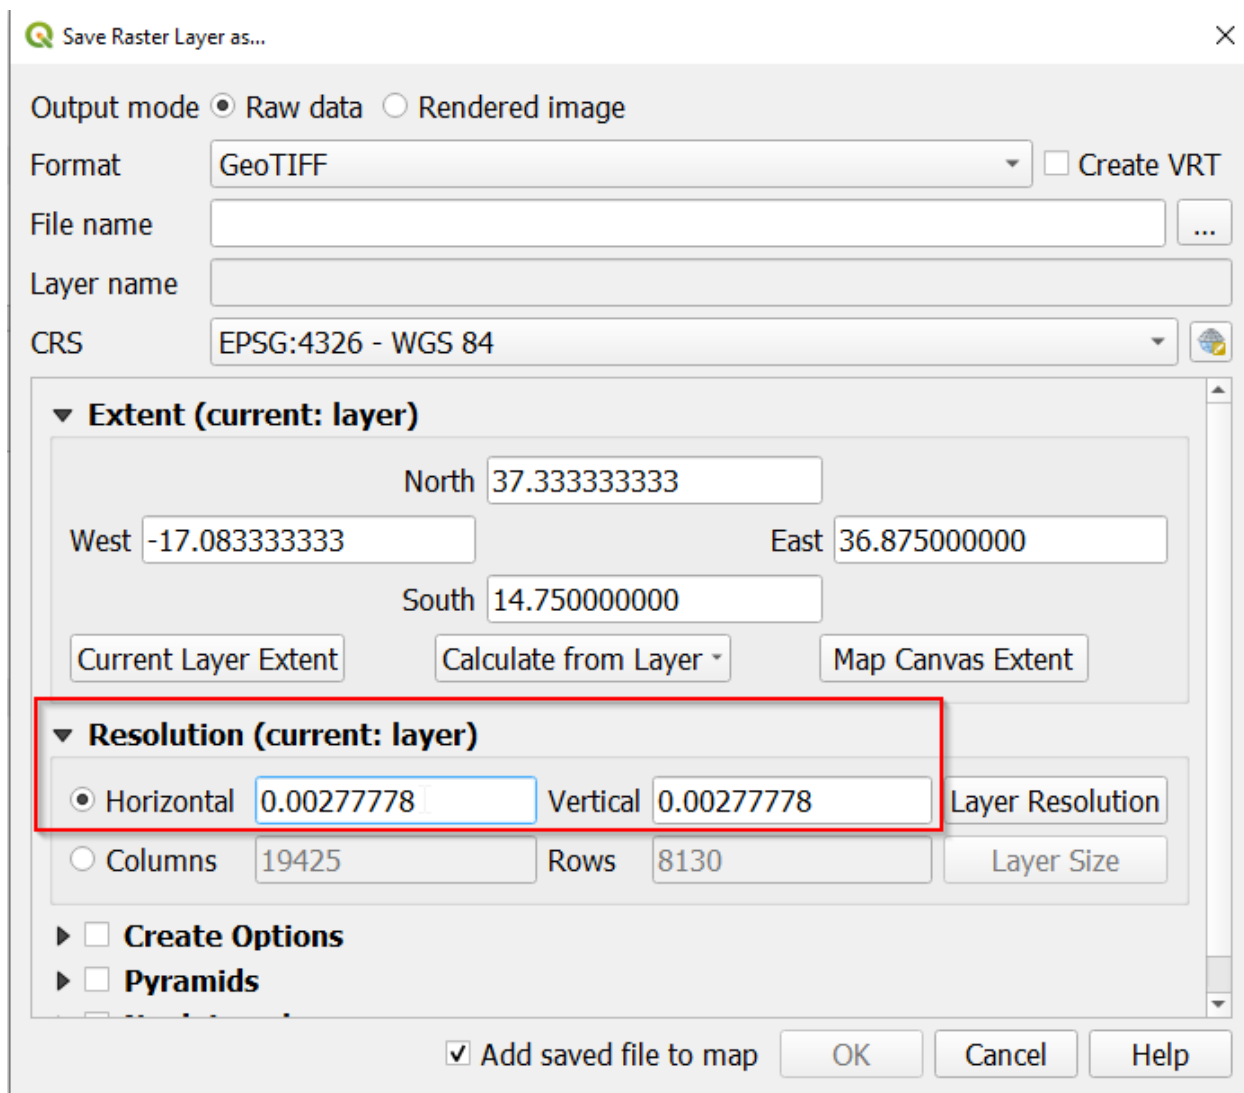 Save Raster Layer as...
Output mode Raw data Rendered image
Format GeoTIFF Create VRT
File name ...
Layer name
CRS EPSG:4326 - WGS 84
Extent (current: layer)
North 37.333333333
West -17.083333333 East 36.875000000
South 14.750000000
Current Layer Extent Calculate from Layer Map Canvas Extent
Resolution (current: layer)
Horizontal 0.00277778 Vertical 0.00277778 Layer Resolution
Columns 19425 Rows 8130 Layer Size
Create Options
Pyramids
Add saved file to map OK Cancel Help